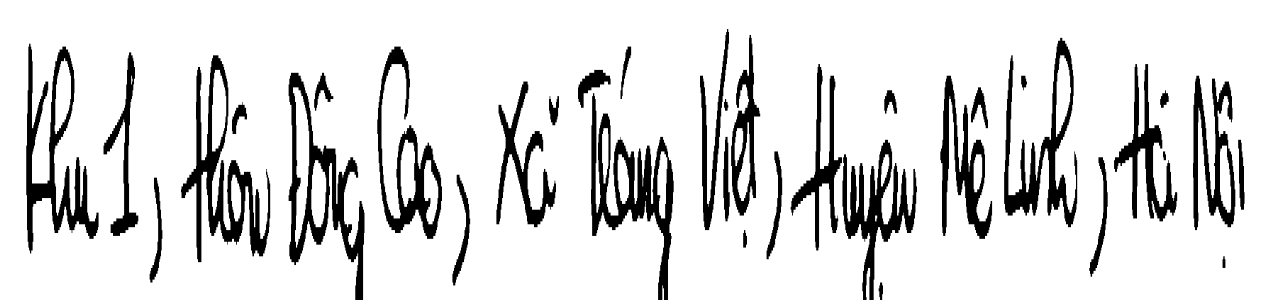 Khu 1, thôn Đông Cao, Xã Tráng Việt, Huyện Mê Linh, Hà Nội